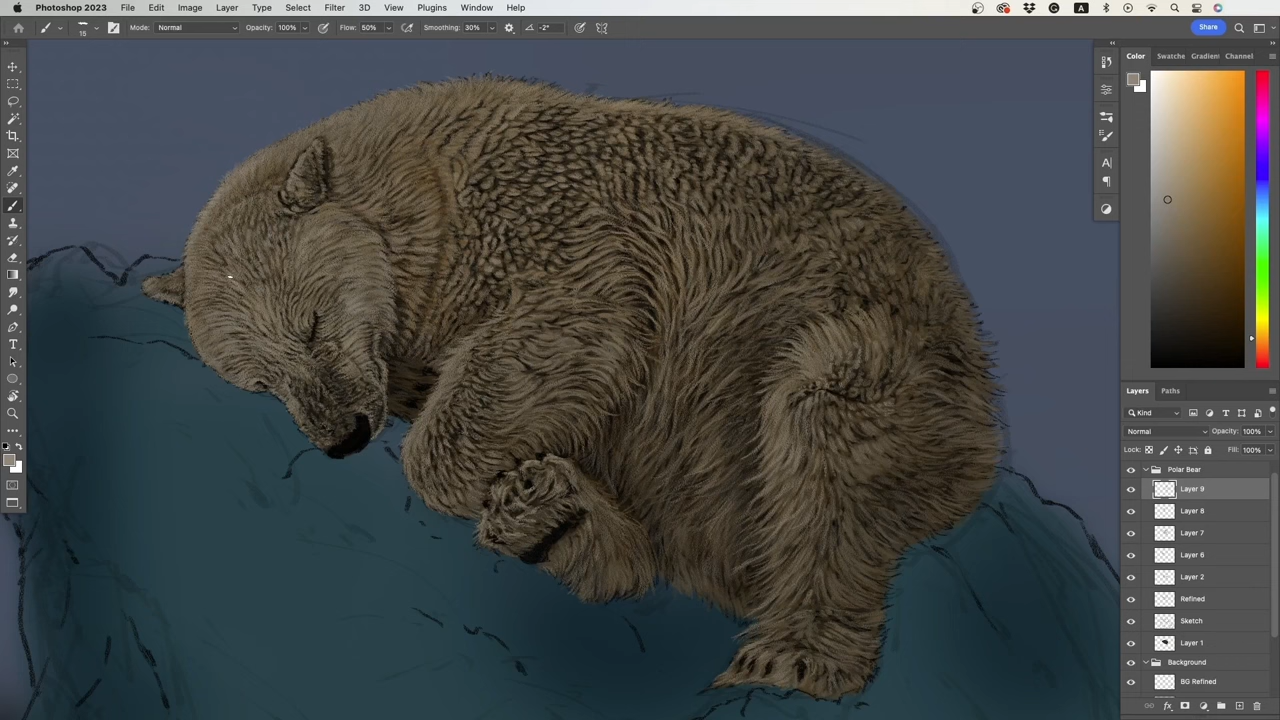 Photoshop 2023 File Edit Image Layer Type Select Filter 3D View Plugins Window Help
15 Mode: Normal Opacity: 100% Flow: 50% Smoothing: 30% -2° Share
Color Swatche Gradien Channel
Layers Paths
Kind
Normal Opacity: 100%
Lock: Fill: 100%
Polar Bear
Layer 9
Layer 8
Layer 7
Layer 6
Layer 2
Refined
Sketch
Layer 1
Background
BG Refined